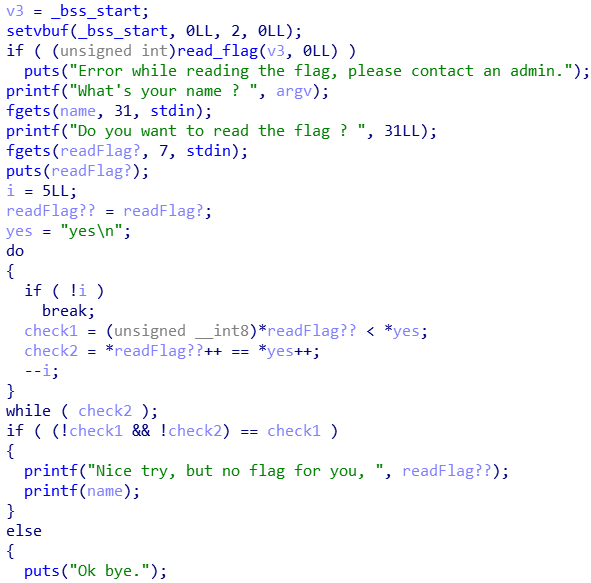 v3 = _bss_start;
setvbuf(_bss_start, 0LL, 2, 0LL);
if ( (unsigned int)read_flag(v3, 0LL) )
  puts("Error while reading the flag, please contact an admin.");
printf("What's your name ? ", argv);
fgets(name, 31, stdin);
printf("Do you want to read the flag ? ", 31LL);
fgets(readFlag?, 7, stdin);
puts(readFlag?);
i = 5LL;
readFlag?? = readFlag?;
yes = "yes\n";
do
{
  if ( !i )
    break;
  check1 = (unsigned __int8)*readFlag?? < *yes;
  check2 = *readFlag??++ == *yes++;
  --i;
}
while ( check2 );
if ( (!check1 && !check2) == check1 )
{
  printf("Nice try, but no flag for you, ", readFlag??);
  printf(name);
}
else
{
  puts("Ok bye.");